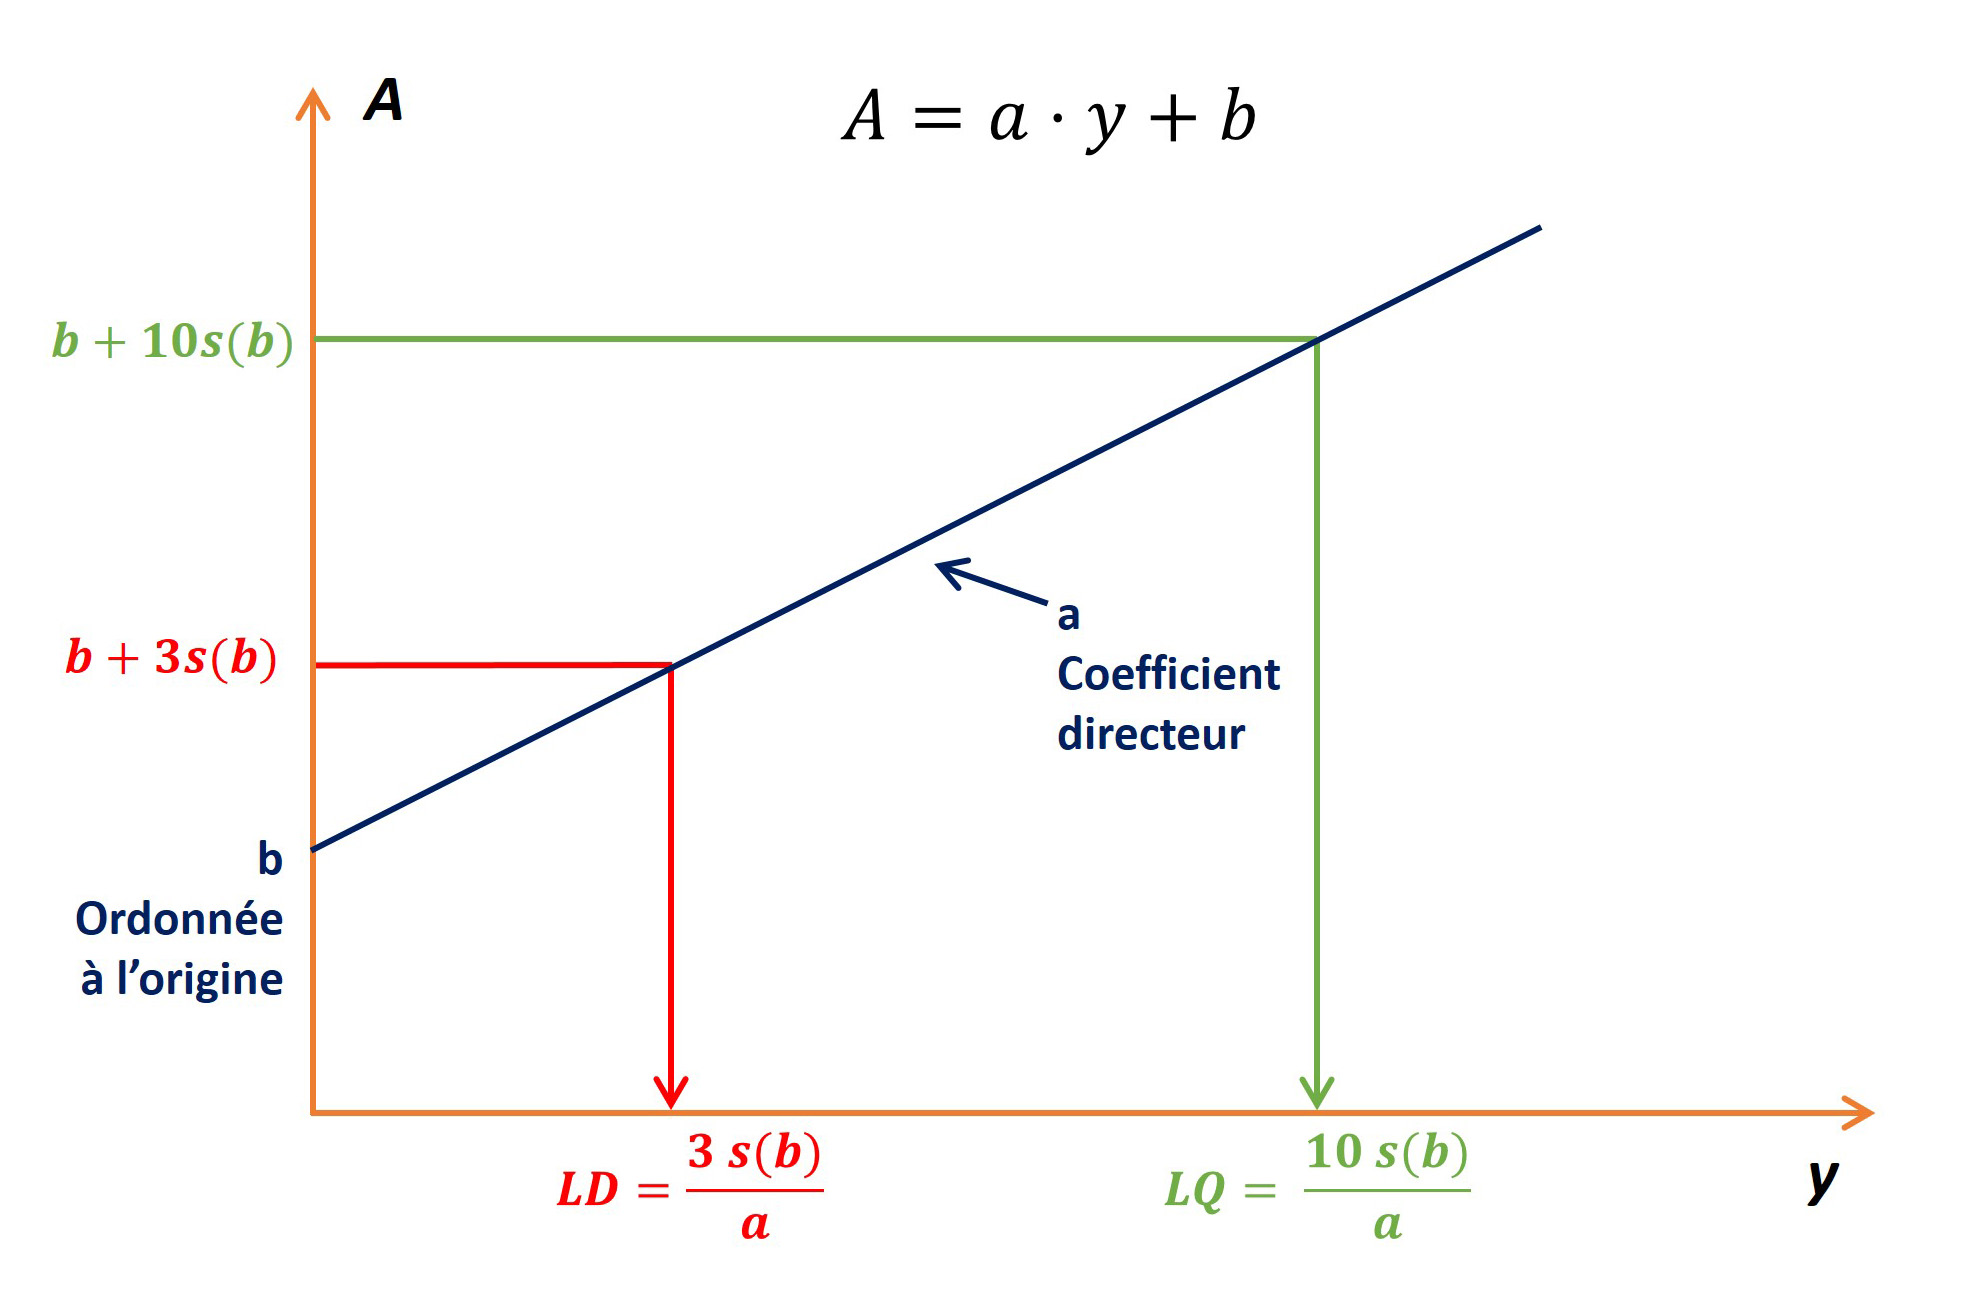 A
A = a · y + b
b + 10s(b)
a
Coefficient
directeur
b + 3s(b)
b
Ordonnée
à l’origine
LD = 3 s(b) / a
LQ = 10 s(b) / a
y